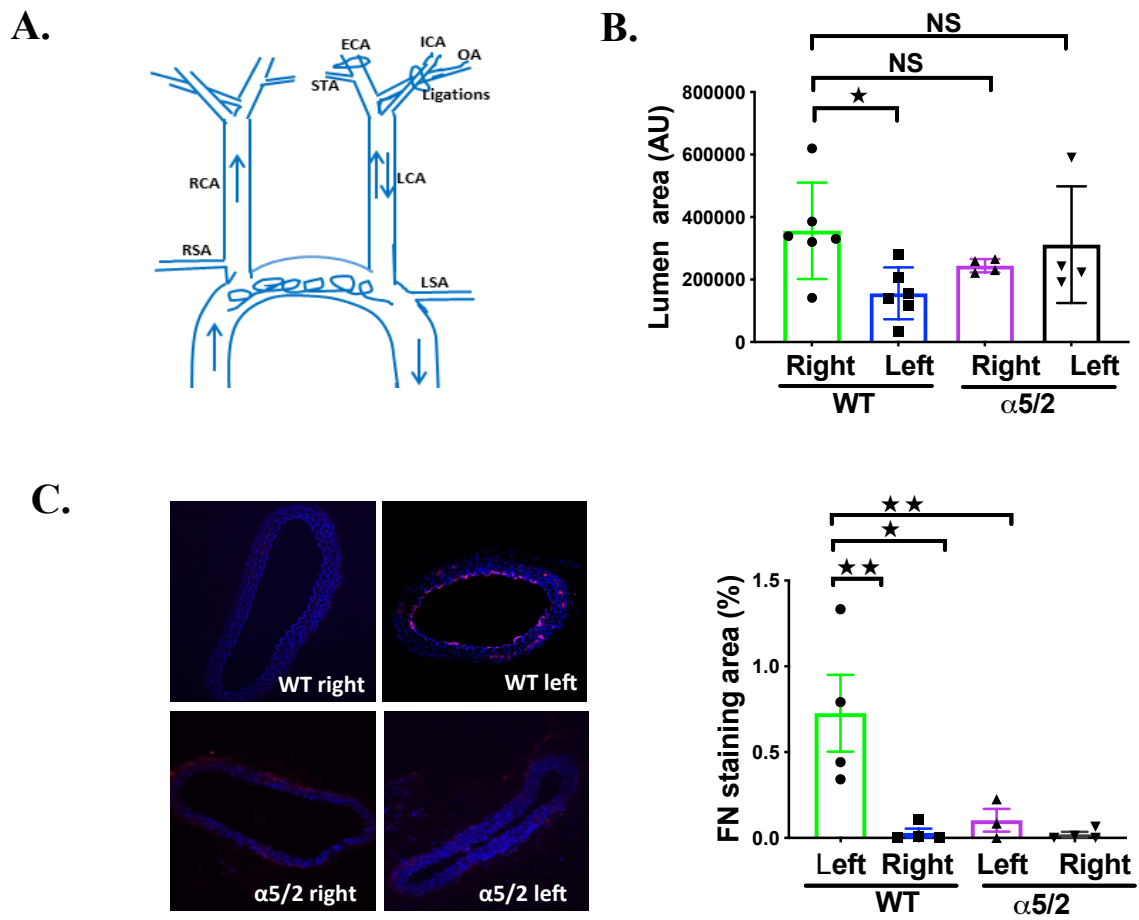 A.
ECA
ICA
OA
STA
Ligations
RCA
LCA
RSA
LSA
B.
NS
NS
★
Lumen area (AU)
800000
600000
400000
200000
0
Right Left Right Left
WT α5/2
C.
WT right
WT left
α5/2 right
α5/2 left
★★
★
★★
FN staining area (%)
1.5
1.0
0.5
0.0
Left Right Left Right
WT α5/2